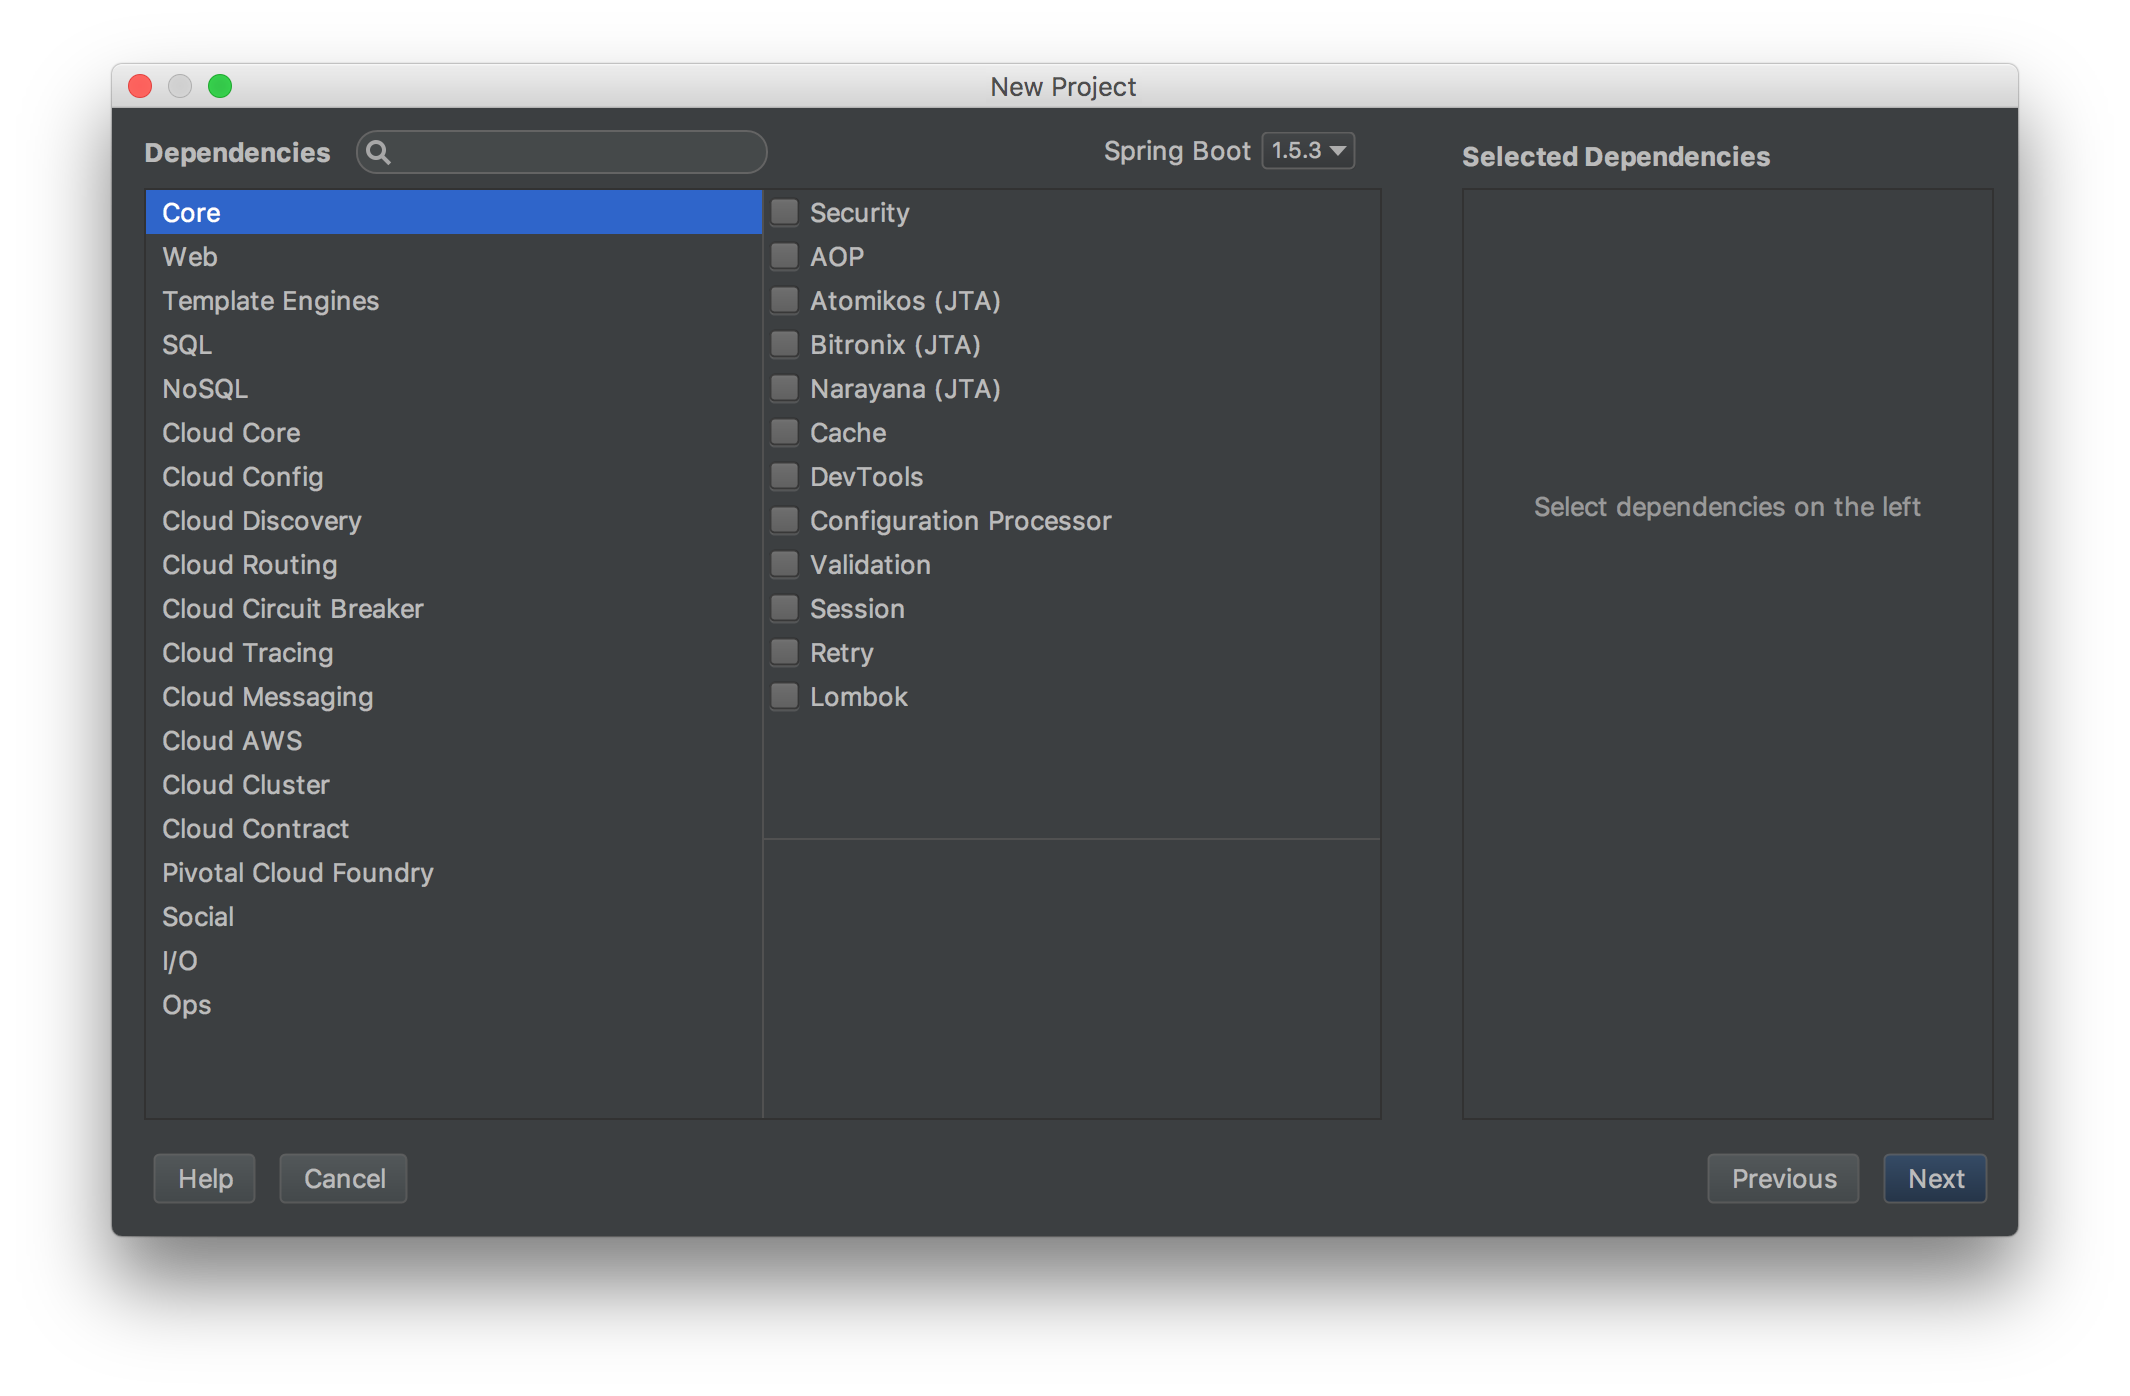 New Project
Dependencies
Spring Boot 1.5.3
Selected Dependencies
Core
Web
Template Engines
SQL
NoSQL
Cloud Core
Cloud Config
Cloud Discovery
Cloud Routing
Cloud Circuit Breaker
Cloud Tracing
Cloud Messaging
Cloud AWS
Cloud Cluster
Cloud Contract
Pivotal Cloud Foundry
Social
I/O
Ops
Security
AOP
Atomikos (JTA)
Bitronix (JTA)
Narayana (JTA)
Cache
DevTools
Configuration Processor
Validation
Session
Retry
Lombok
Select dependencies on the left
Help
Cancel
Previous
Next